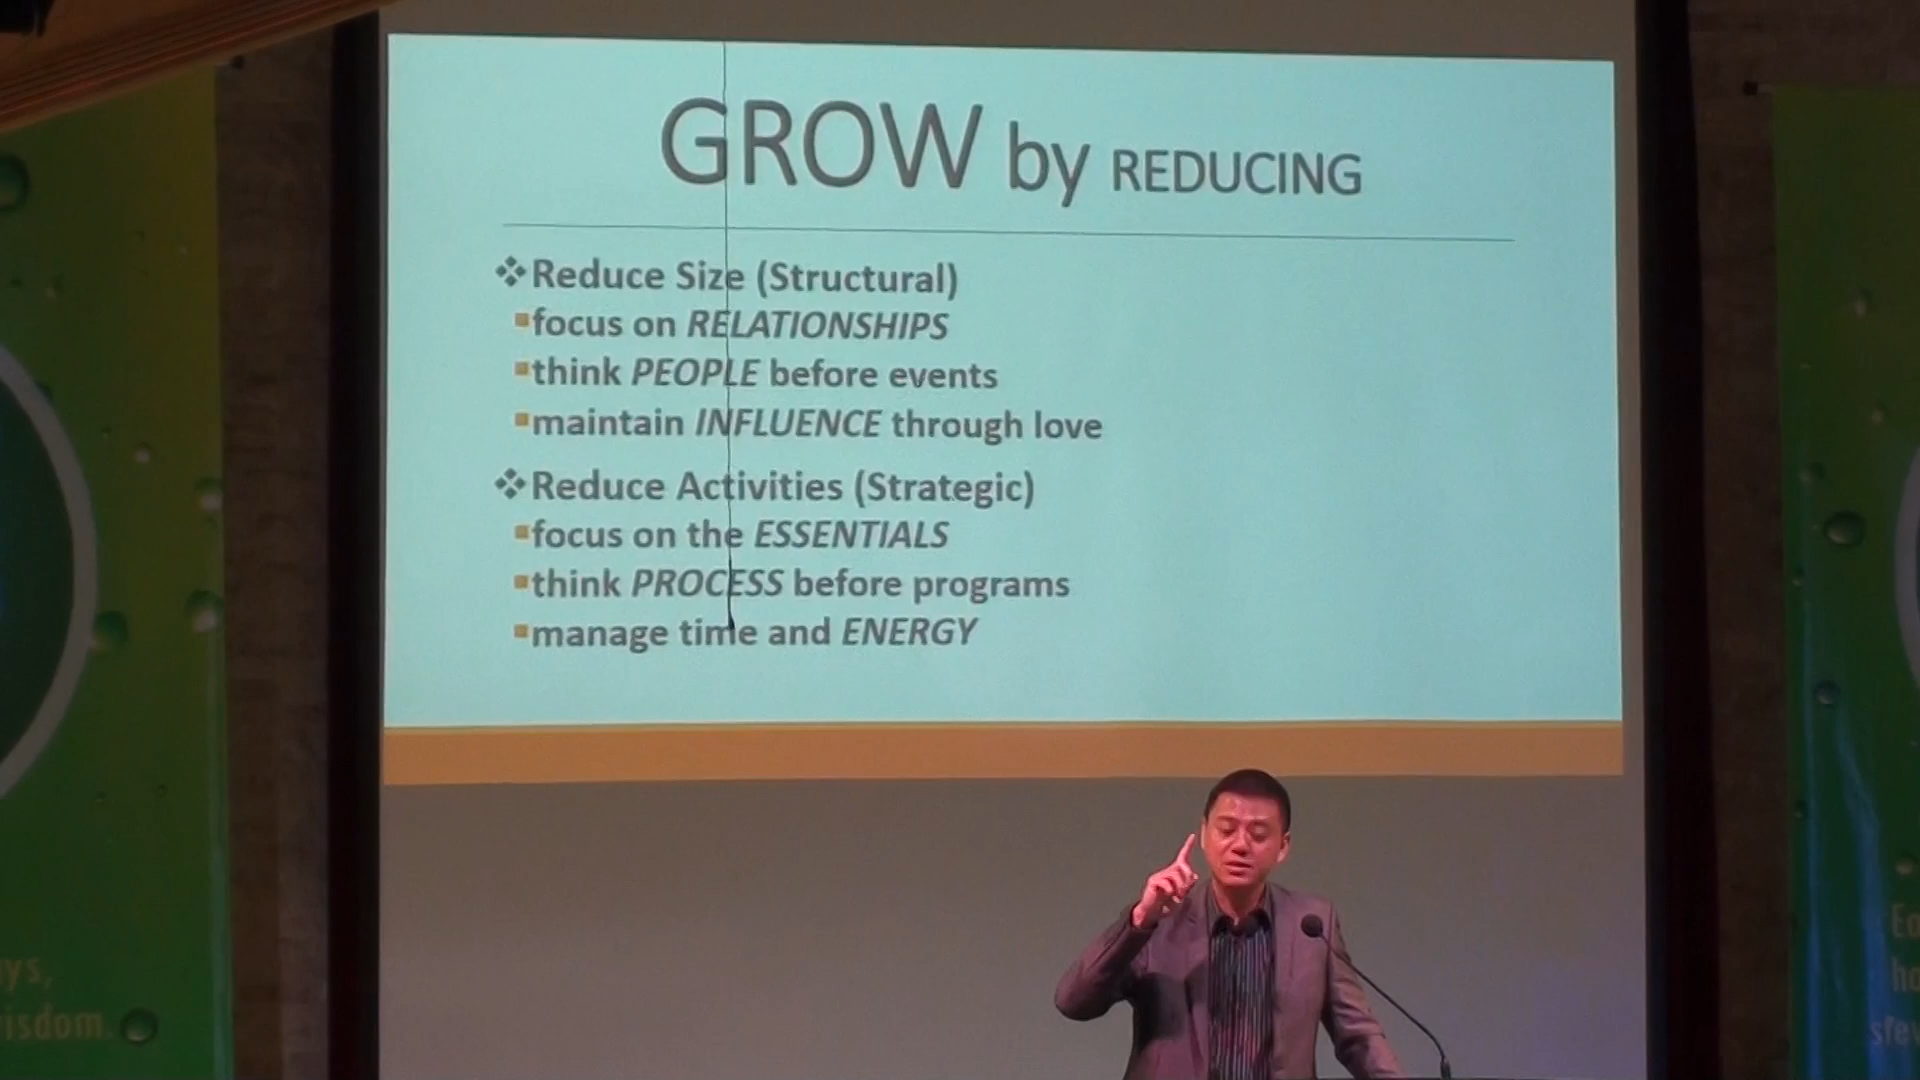 GROW by REDUCING
❖Reduce Size (Structural)
▪focus on RELATIONSHIPS
▪think PEOPLE before events
▪maintain INFLUENCE through love
❖Reduce Activities (Strategic)
▪focus on the ESSENTIALS
▪think PROCESS before programs
▪manage time and ENERGY